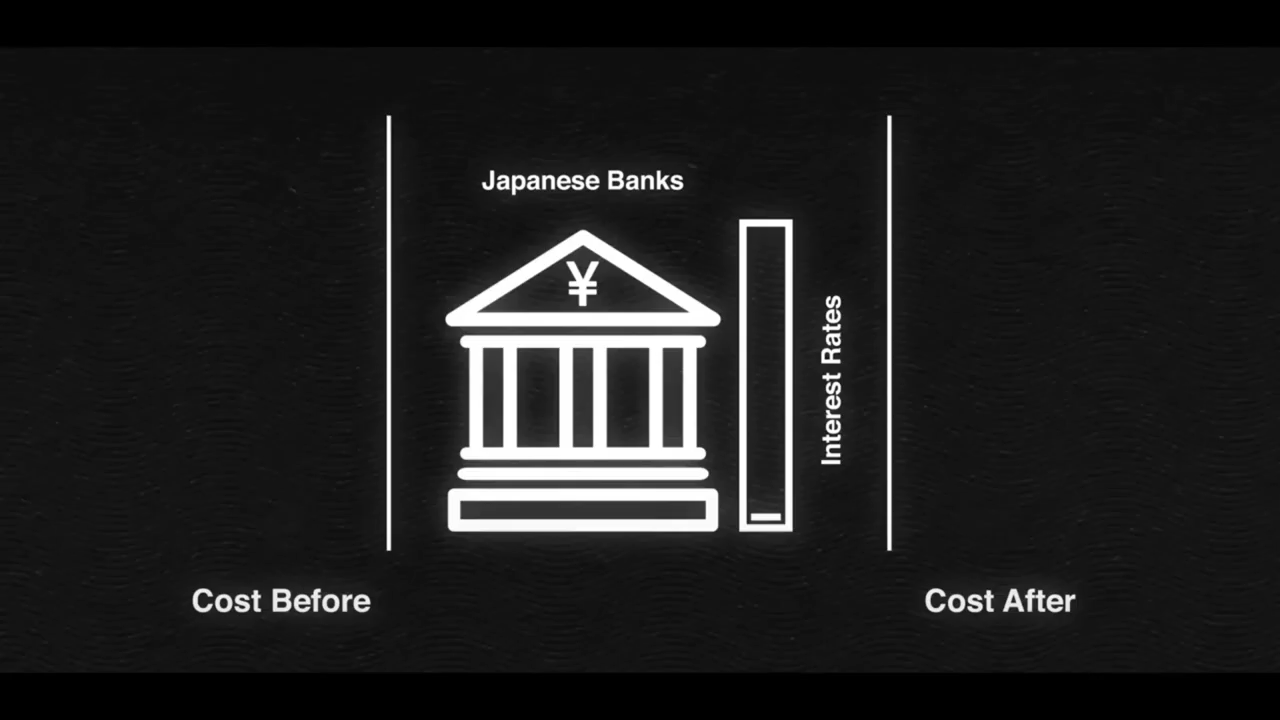 Japanese Banks
¥
Interest Rates
Cost Before
Cost After